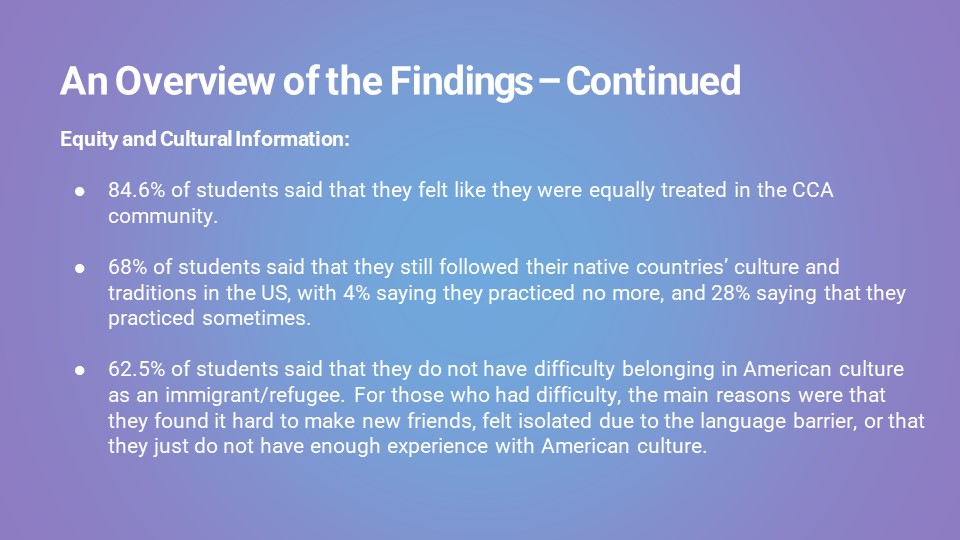 An Overview of the Findings – Continued
Equity and Cultural Information:
● 84.6% of students said that they felt like they were equally treated in the CCA
community.
● 68% of students said that they still followed their native countries’ culture and
traditions in the US, with 4% saying they practiced no more, and 28% saying that they
practiced sometimes.
● 62.5% of students said that they do not have difficulty belonging in American culture
as an immigrant/refugee. For those who had difficulty, the main reasons were that
they found it hard to make new friends, felt isolated due to the language barrier, or that
they just do not have enough experience with American culture.